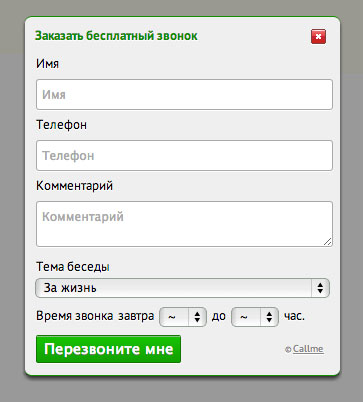 Заказать бесплатный звонок
Имя
Имя
Телефон
Телефон
Комментарий
Комментарий
Тема беседы
За жизнь
Время звонка завтра ~ до ~ час.
Перезвоните мне © Callme